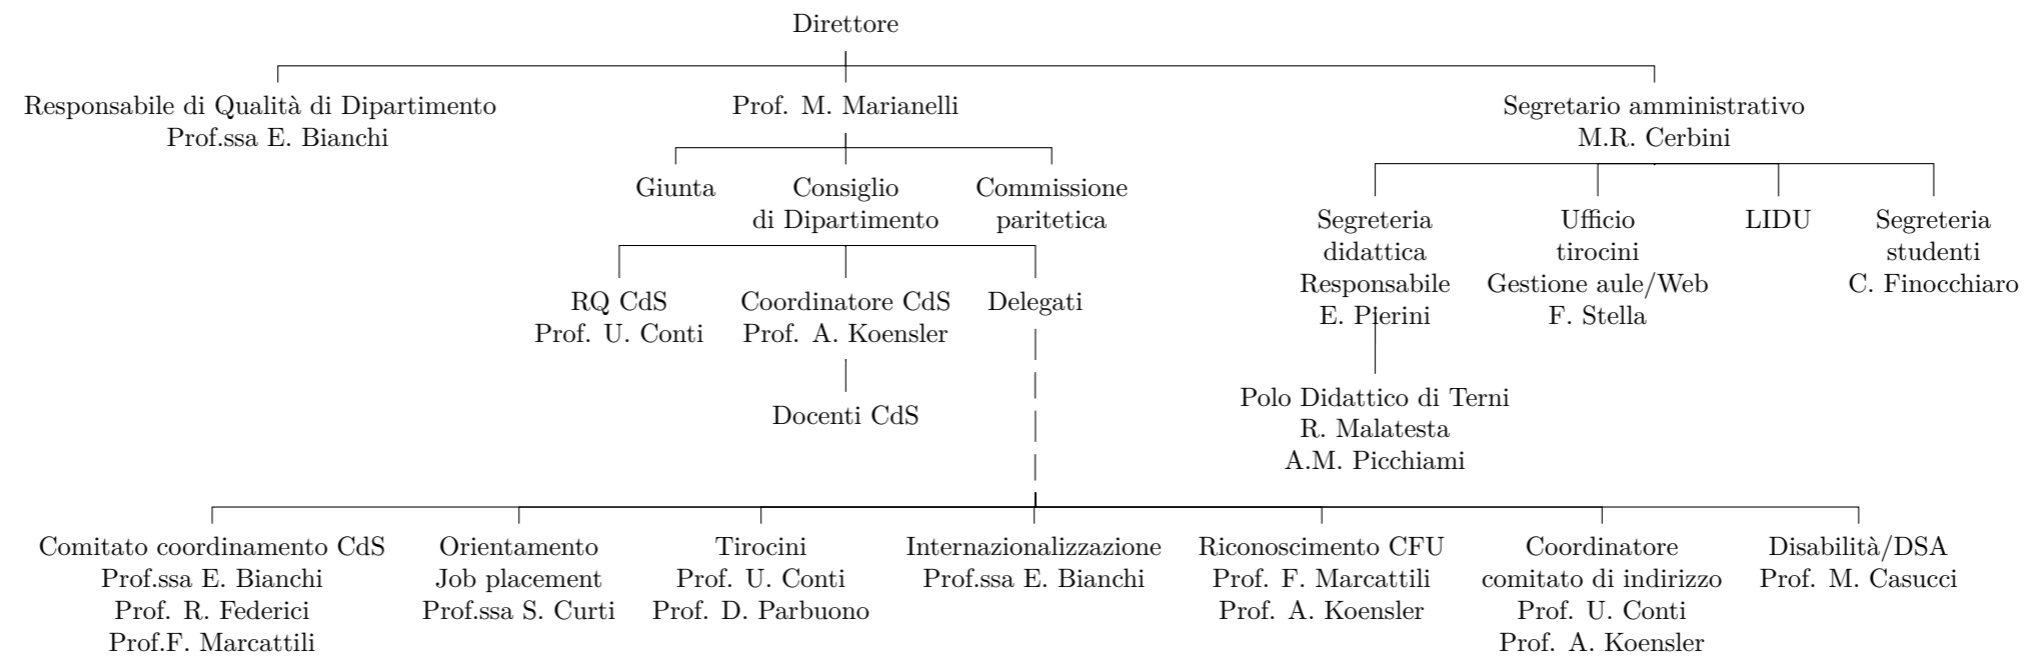 Direttore
Responsabile di Qualità di Dipartimento
Prof.ssa E. Bianchi
Prof. M. Marianelli
Segretario amministrativo
M.R. Cerbini
Giunta
Consiglio
di Dipartimento
Commissione
paritetica
Segreteria
didattica
Responsabile
E. Pierini
Ufficio
tirocini
Gestione aule/Web
F. Stella
LIDU
Segreteria
studenti
C. Finocchiaro
RQ CdS
Prof. U. Conti
Coordinatore CdS
Prof. A. Koensler
Delegati
Docenti CdS
Polo Didattico di Terni
R. Malatesta
A.M. Picchiami
Comitato coordinamento CdS
Prof.ssa E. Bianchi
Prof. R. Federici
Prof.F. Marcattili
Orientamento
Job placement
Prof.ssa S. Curti
Tirocini
Prof. U. Conti
Prof. D. Parbuono
Internazionalizzazione
Prof.ssa E. Bianchi
Riconoscimento CFU
Prof. F. Marcattili
Prof. A. Koensler
Coordinatore
comitato di indirizzo
Prof. U. Conti
Prof. A. Koensler
Disabilità/DSA
Prof. M. Casucci